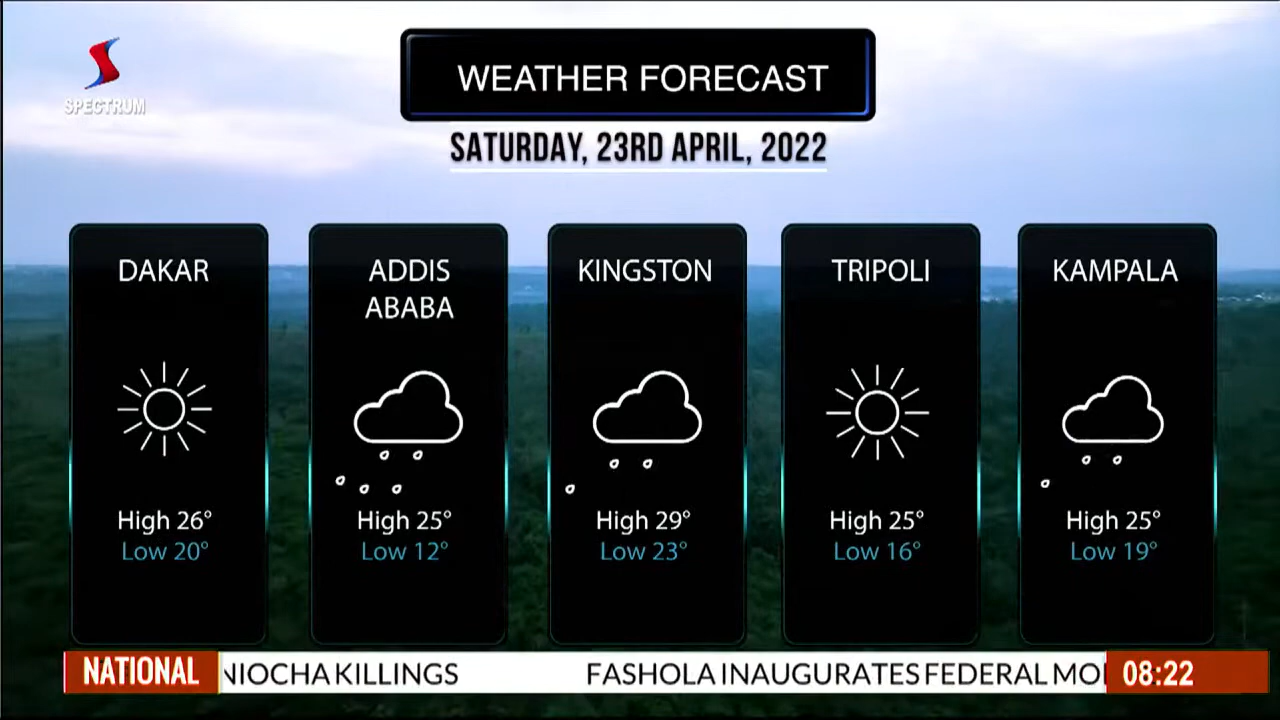 SPECTRUM
WEATHER FORECAST
SATURDAY, 23RD APRIL, 2022
DAKAR
High 26°
Low 20°
ADDIS
ABABA
High 25°
Low 12°
KINGSTON
High 29°
Low 23°
TRIPOLI
High 25°
Low 16°
KAMPALA
High 25°
Low 19°
NATIONAL
NIOCHA KILLINGS FASHOLA INAUGURATES FEDERAL MO
08:22